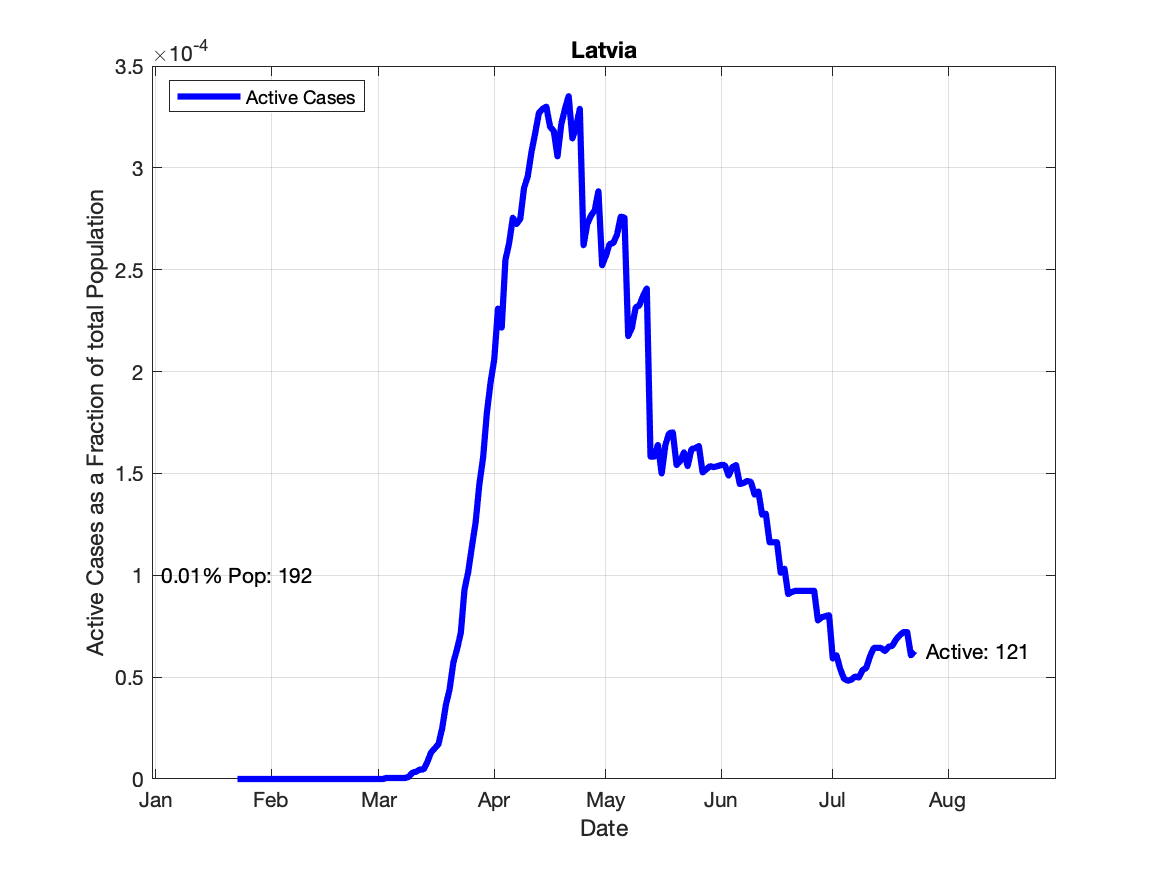 Latvia
×10-4
3.5
3
2.5
2
1.5
1
0.5
0
Active Cases
Active Cases as a Fraction of total Population
0.01% Pop: 192
Active: 121
Jan Feb Mar Apr May Jun Jul Aug
Date